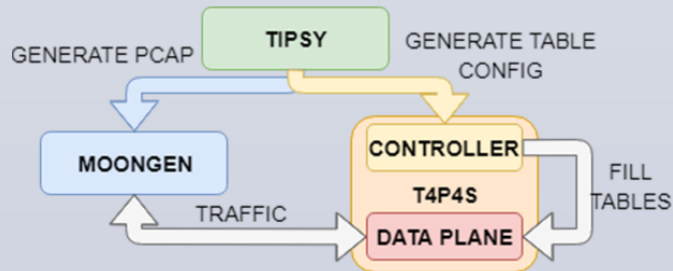 TIPSY
GENERATE PCAP
GENERATE TABLE
CONFIG
MOONGEN
CONTROLLER
T4P4S
FILL
TABLES
TRAFFIC
DATA PLANE